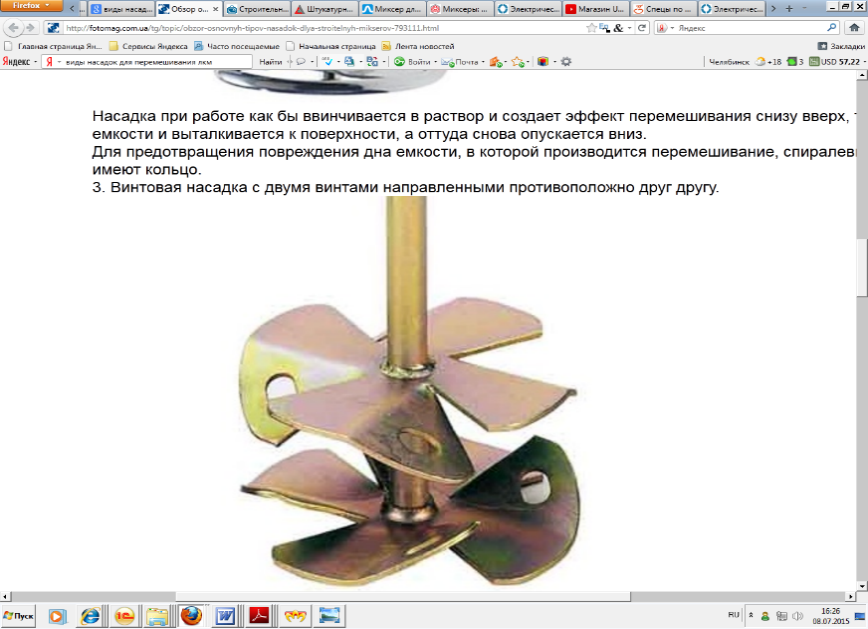 Firefox
виды насад...
Обзор о...
Строительн...
Штукатурн...
Миксер дл...
Миксеры: ...
Электричес...
Магазин U...
Спецы по ...
Электричес...
http://fotomag.com.ua/tg/topic/obzor-osnovnyh-tipov-nasadok-dlya-stroitelnyh-mikserov-793111.html
Яндекс
Главная страница Ян...
Сервисы Яндекса
Часто посещаемые
Начальная страница
Лента новостей
Закладки
Яндекс
виды насадок для перемешивания лкм
Найти
Войти
Почта
Челябинск
+18
3
USD 57,22
Насадка при работе как бы ввинчивается в раствор и создает эффект перемешивания снизу вверх,
емкости и выталкивается к поверхности, а оттуда снова опускается вниз.
Для предотвращения повреждения дна емкости, в которой производится перемешивание, спиралев
имеют кольцо.
3. Винтовая насадка с двумя винтами направленными противоположно друг другу.
Пуск
RU
16:26
08.07.2015